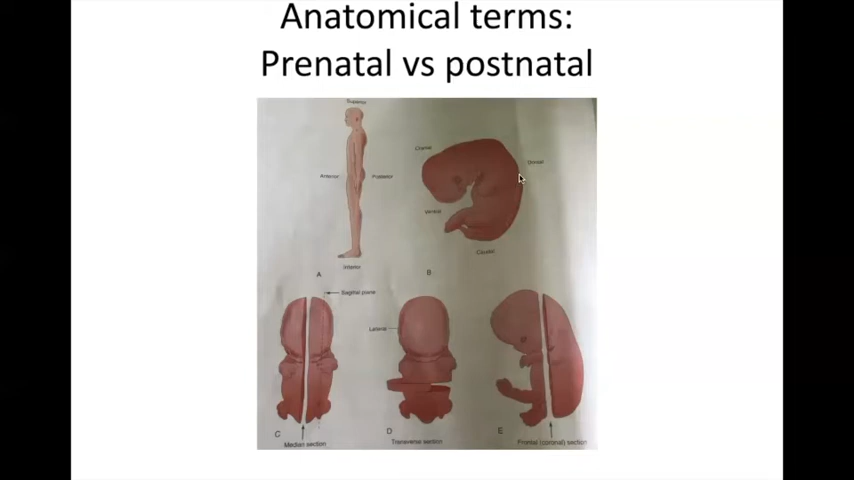 Anatomical terms:
Prenatal vs postnatal
Superior
Cranial
Dorsal
Anterior
Posterior
Ventral
Caudal
Inferior
A
B
Sagittal plane
Lateral
C
D
E
Median section
Transverse section
Frontal (coronal) section